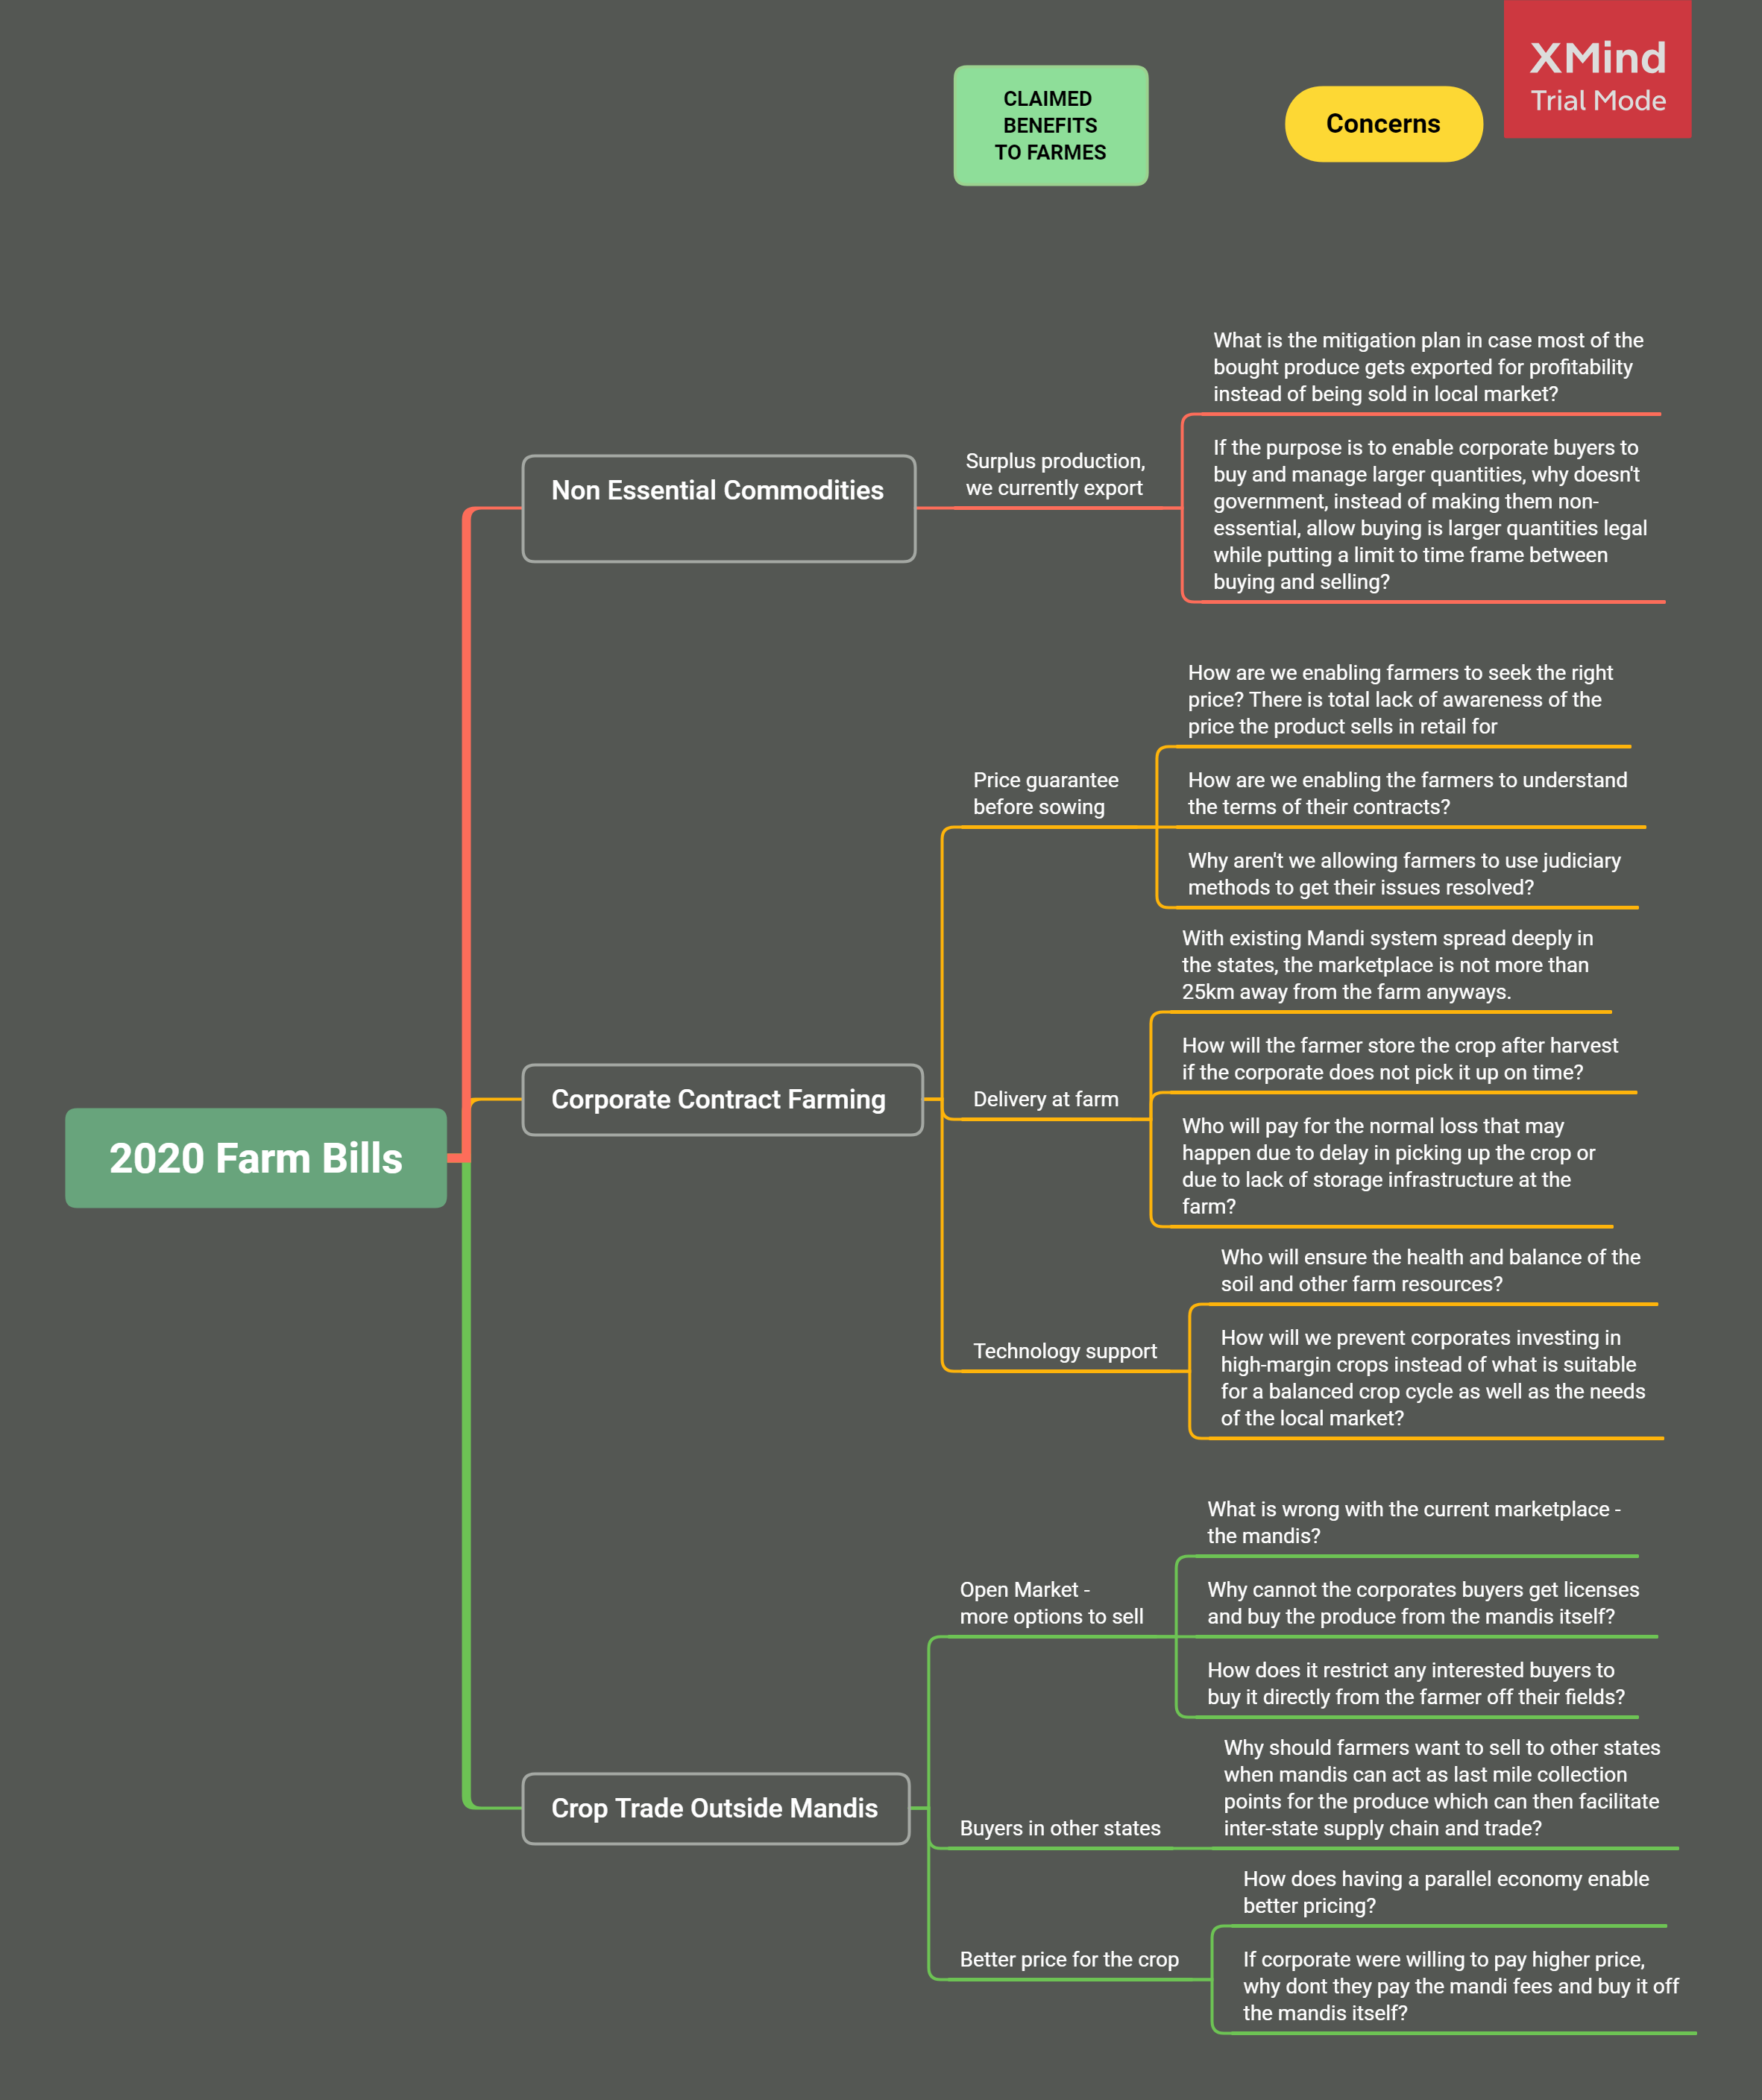 XMind
Trial Mode
CLAIMED
BENEFITS
TO FARMES
Concerns
2020 Farm Bills
Non Essential Commodities
Surplus production,
we currently export
What is the mitigation plan in case most of the
bought produce gets exported for profitability
instead of being sold in local market?
If the purpose is to enable corporate buyers to
buy and manage larger quantities, why doesn't
government, instead of making them non-
essential, allow buying is larger quantities legal
while putting a limit to time frame between
buying and selling?
Corporate Contract Farming
Price guarantee
before sowing
How are we enabling farmers to seek the right
price? There is total lack of awareness of the
price the product sells in retail for
How are we enabling the farmers to understand
the terms of their contracts?
Why aren't we allowing farmers to use judiciary
methods to get their issues resolved?
Delivery at farm
With existing Mandi system spread deeply in
the states, the marketplace is not more than
25km away from the farm anyways.
How will the farmer store the crop after harvest
if the corporate does not pick it up on time?
Who will pay for the normal loss that may
happen due to delay in picking up the crop or
due to lack of storage infrastructure at the
farm?
Technology support
Who will ensure the health and balance of the
soil and other farm resources?
How will we prevent corporates investing in
high-margin crops instead of what is suitable
for a balanced crop cycle as well as the needs
of the local market?
Crop Trade Outside Mandis
Open Market -
more options to sell
What is wrong with the current marketplace -
the mandis?
Why cannot the corporates buyers get licenses
and buy the produce from the mandis itself?
How does it restrict any interested buyers to
buy it directly from the farmer off their fields?
Buyers in other states
Why should farmers want to sell to other states
when mandis can act as last mile collection
points for the produce which can then facilitate
inter-state supply chain and trade?
Better price for the crop
How does having a parallel economy enable
better pricing?
If corporate were willing to pay higher price,
why dont they pay the mandi fees and buy it off
the mandis itself?